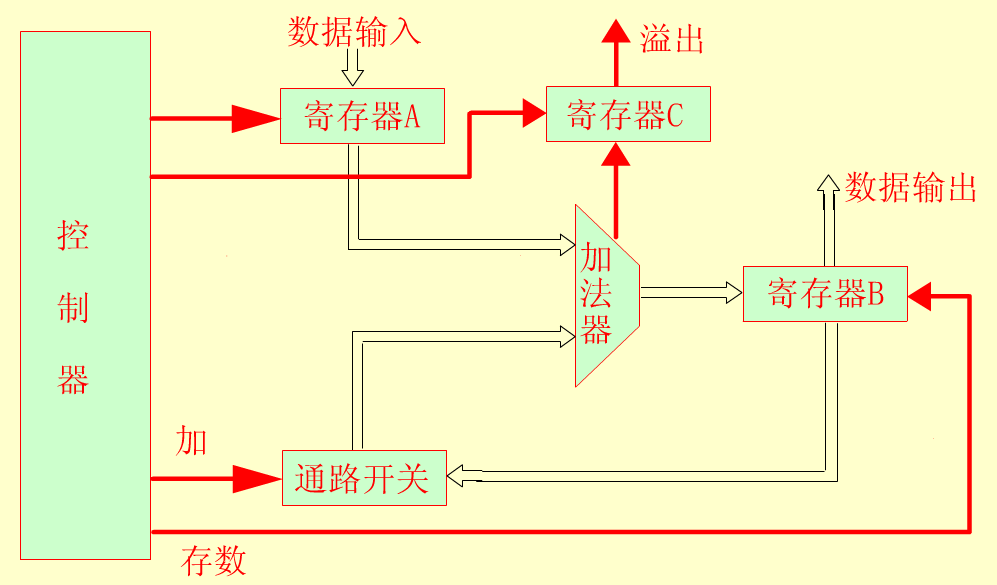 数据输入
溢出
寄存器A
寄存器C
数据输出
控制器
加法器
寄存器B
加
通路开关
存数